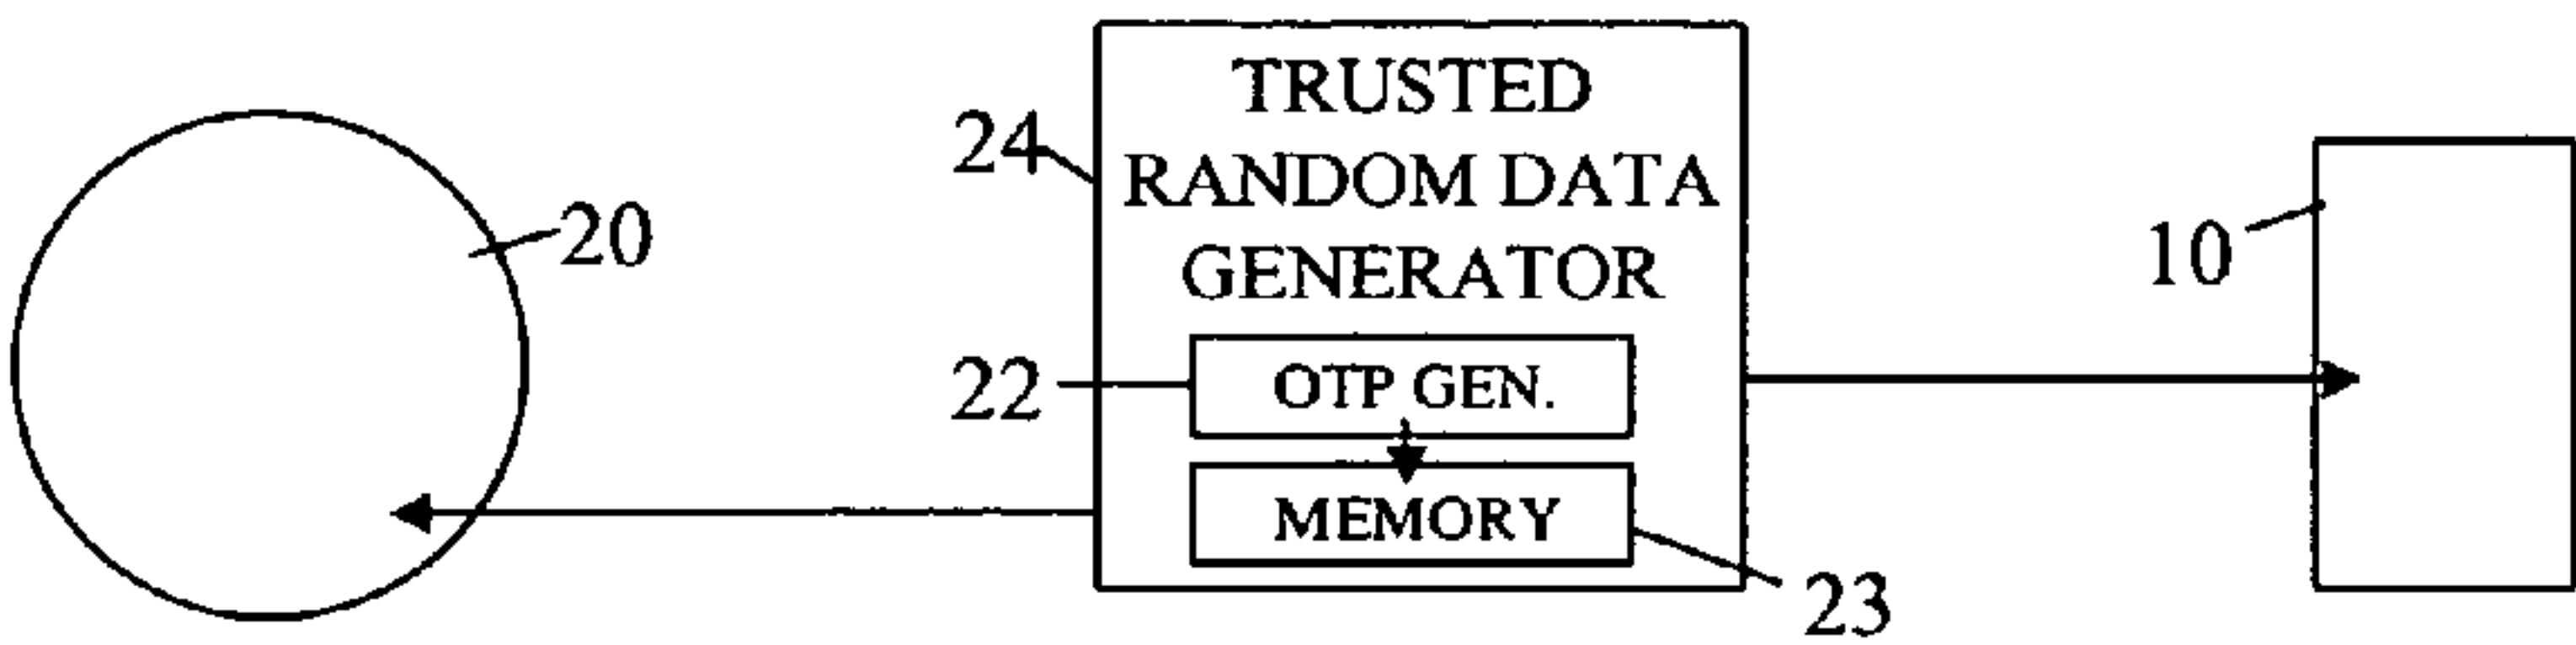 TRUSTED
RANDOM DATA
GENERATOR
24
20
10
22
OTP GEN.
MEMORY
23